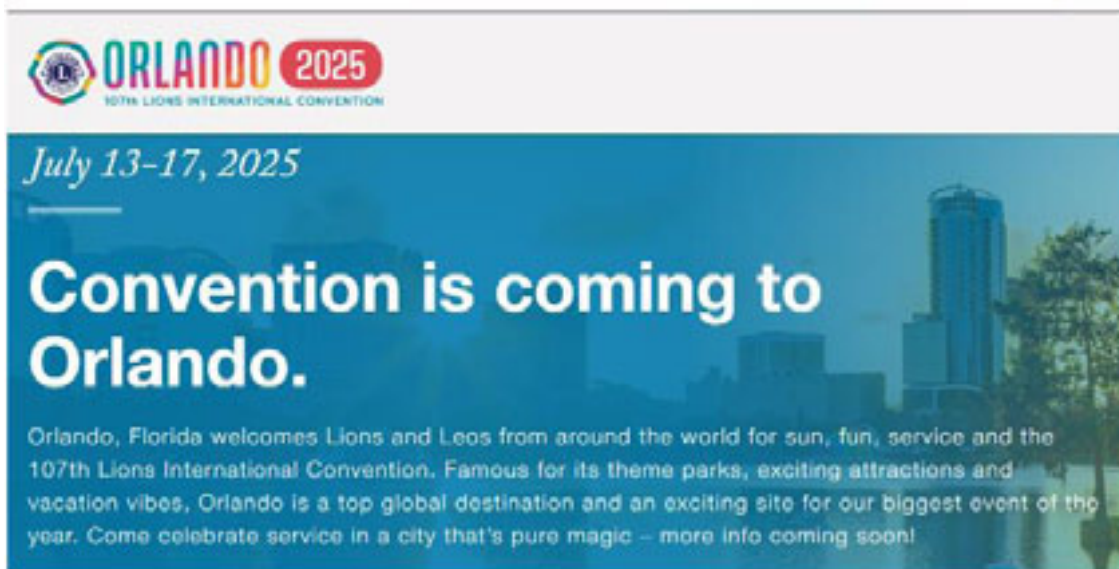 ORLANDO 2025
107th LIONS INTERNATIONAL CONVENTION
July 13–17, 2025
Convention is coming to
Orlando.
Orlando, Florida welcomes Lions and Leos from around the world for sun, fun, service and the
107th Lions International Convention. Famous for its theme parks, exciting attractions and
vacation vibes, Orlando is a top global destination and an exciting site for our biggest event of the
year. Come celebrate service in a city that's pure magic – more info coming soon!